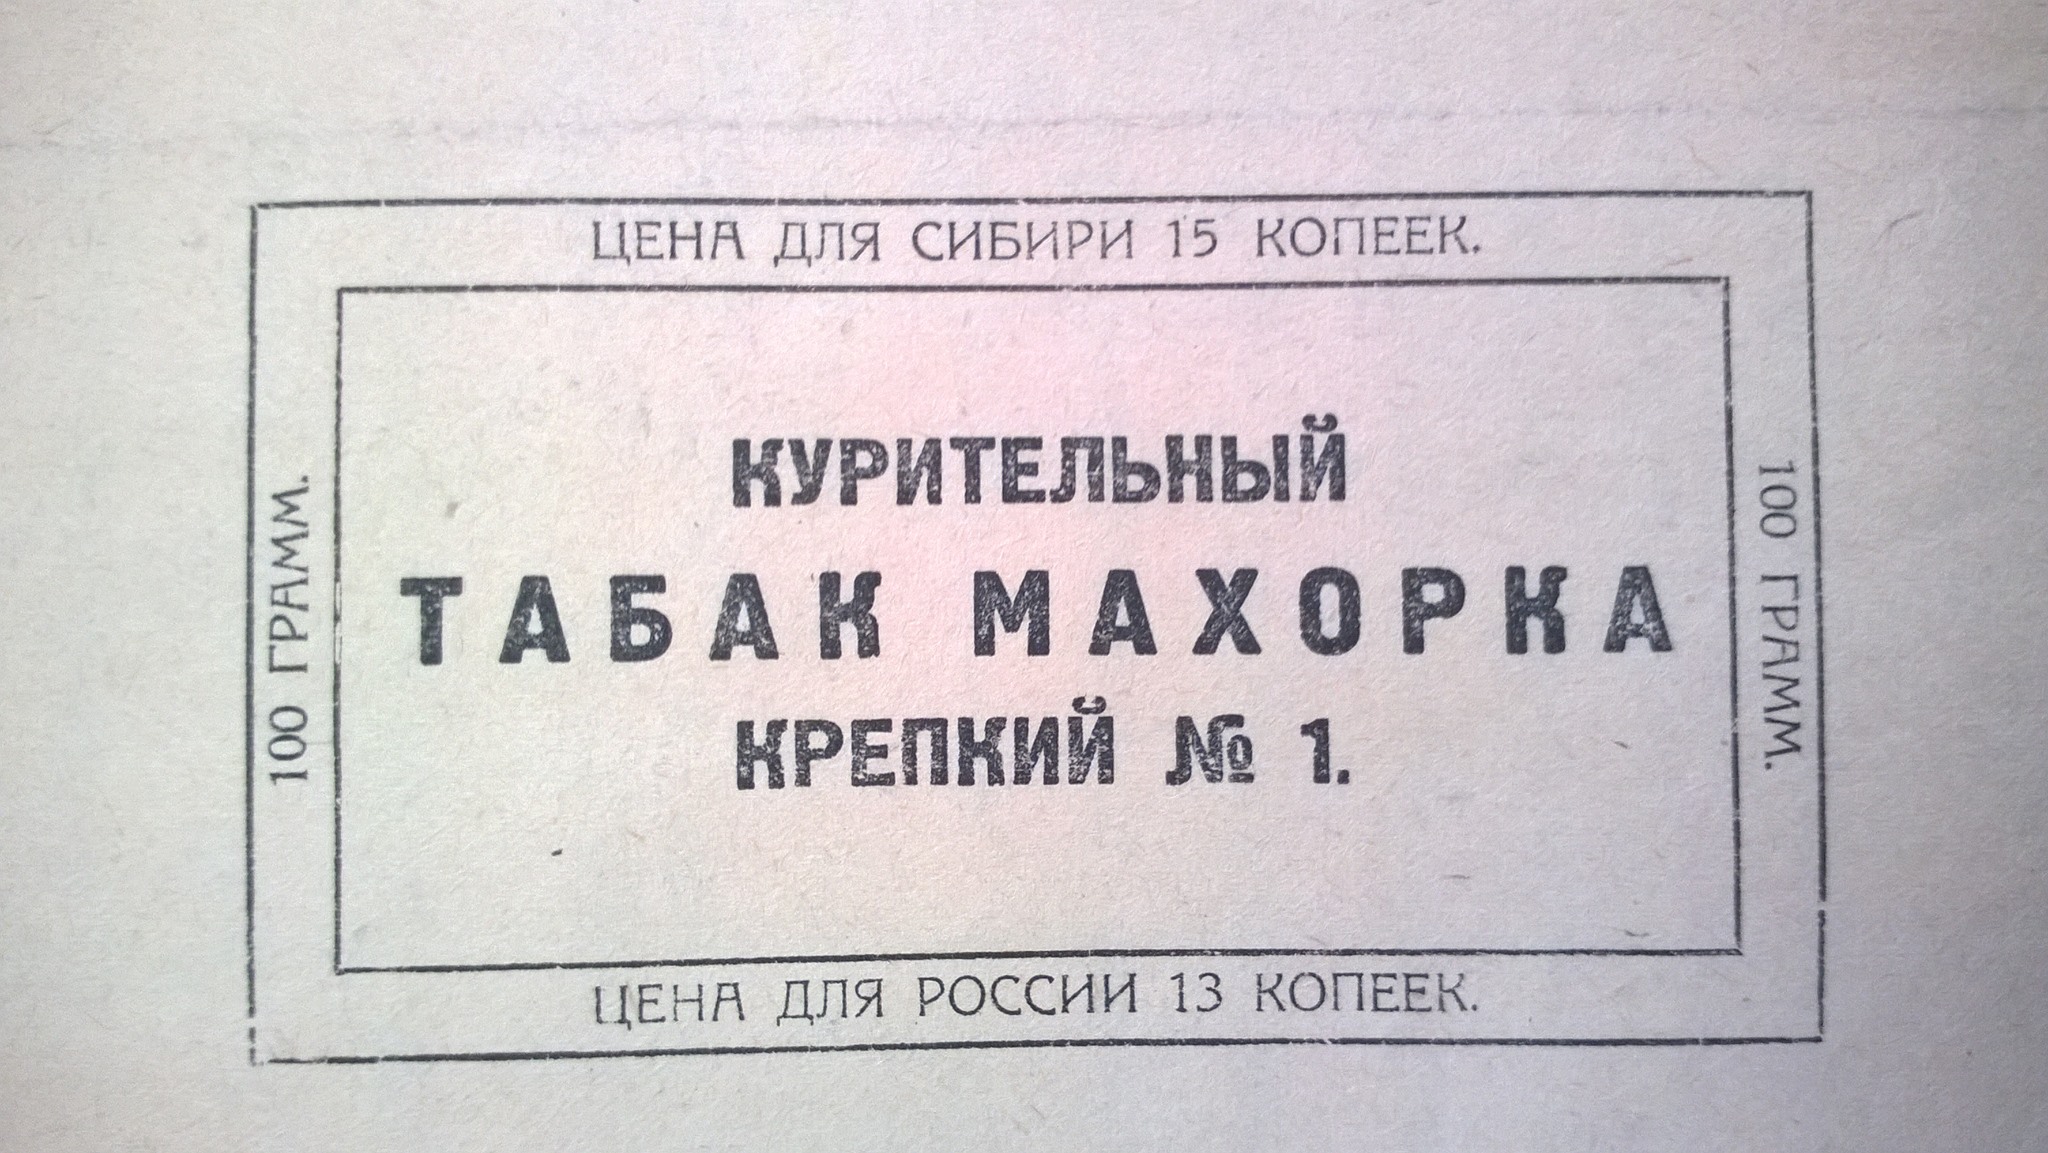 ЦЕНА ДЛЯ СИБИРИ 15 КОПЕЕК.
100 ГРАММ.
КУРИТЕЛЬНЫЙ
ТАБАК МАХОРКА
КРЕПКИЙ № 1.
100 ГРАММ.
ЦЕНА ДЛЯ РОССИИ 13 КОПЕЕК.